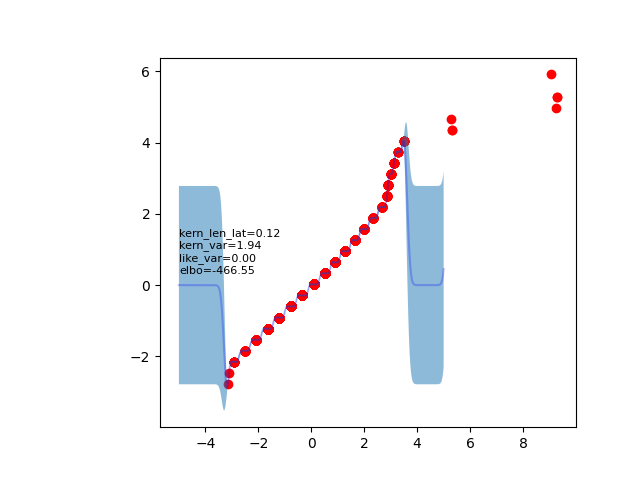 6
4
2
0
−2
kern_len_lat=0.12
kern_var=1.94
like_var=0.00
elbo=-466.55
−4 −2 0 2 4 6 8